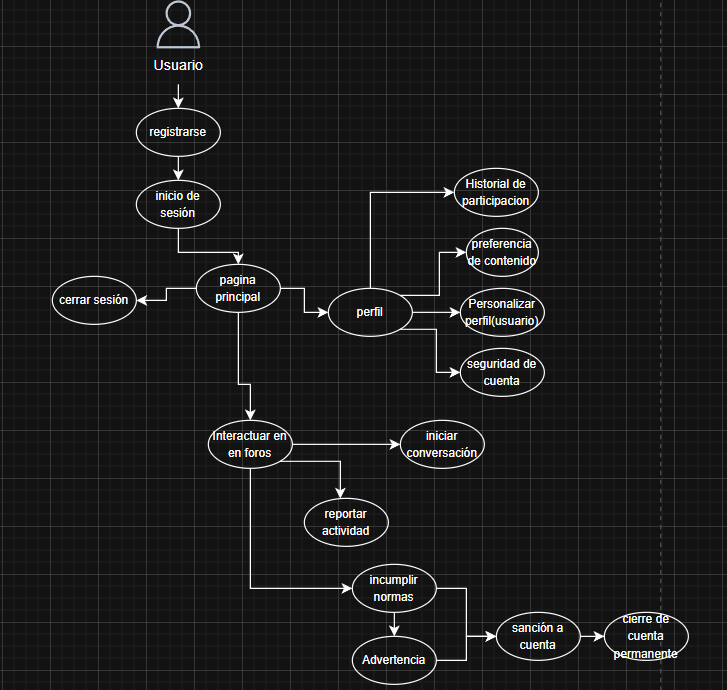 Usuario
registrarse
inicio de
sesión
Historial de
participacion
preferencia
de contenido
pagina
principal
cerrar sesión
perfil
Personalizar
perfil(usuario)
seguridad de
cuenta
Interactuar en
en foros
iniciar
conversación
reportar
actividad
incumplir
normas
sanción a
cuenta
cierre de
cuenta
permanente
Advertencia